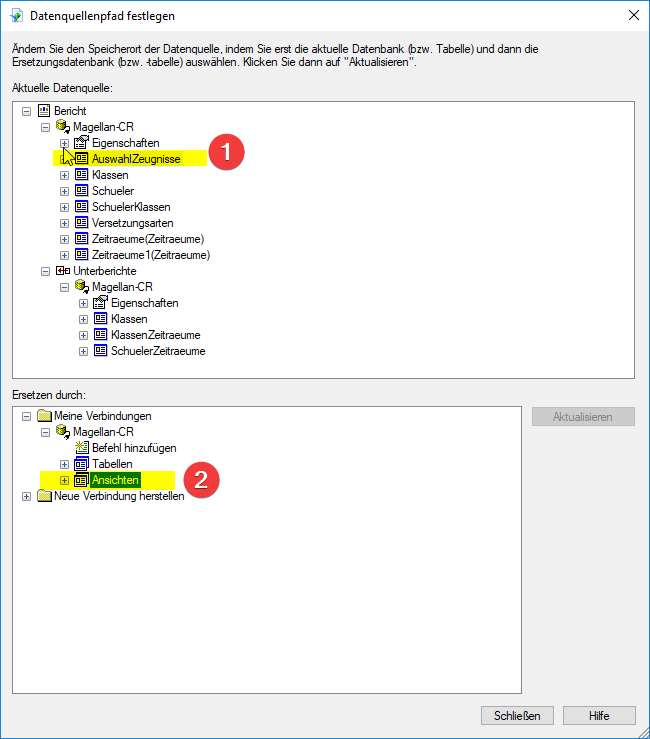 Datenquellenpfad festlegen
Ändern Sie den Speicherort der Datenquelle, indem Sie erst die aktuelle Datenbank (bzw. Tabelle) und dann die
Ersetzungsdatenbank (bzw. -tabelle) auswählen. Klicken Sie dann auf "Aktualisieren".
Aktuelle Datenquelle:
Bericht
Magellan-CR
Eigenschaften
AuswahlZeugnisse
1
Klassen
Schueler
SchuelerKlassen
Versetzungsarten
Zeitraeume(Zeitraeume)
Zeitraeume1(Zeitraeume)
Unterberichte
Magellan-CR
Eigenschaften
Klassen
KlassenZeitraeume
SchuelerZeitraeume
Ersetzen durch:
Meine Verbindungen
Aktualisieren
Magellan-CR
Befehl hinzufügen
Tabellen
Ansichten
2
Neue Verbindung herstellen
Schließen
Hilfe